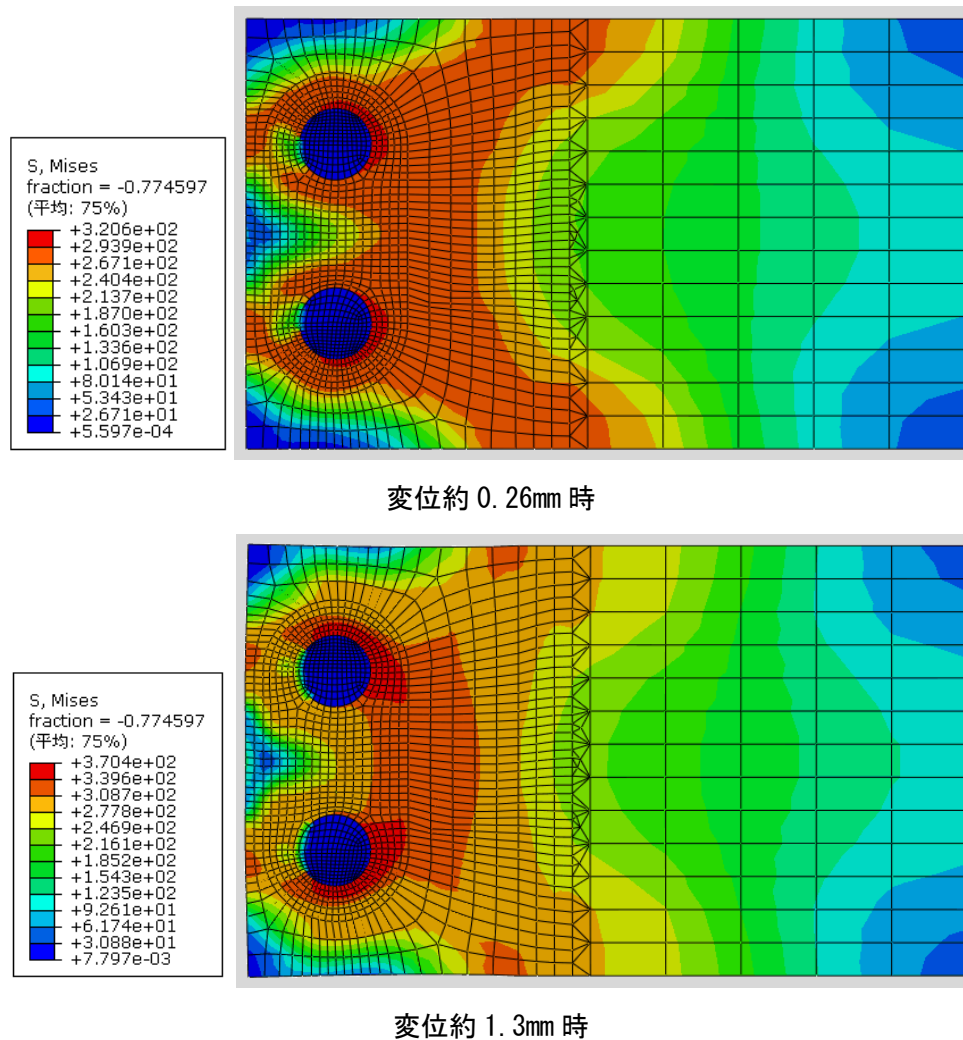 S, Mises
fraction = -0.774597
(平均: 75%)
+3.206e+02
+2.939e+02
+2.671e+02
+2.404e+02
+2.137e+02
+1.870e+02
+1.603e+02
+1.336e+02
+1.069e+02
+8.014e+01
+5.343e+01
+2.671e+01
+5.597e-04
変位約 0.26mm 時
S, Mises
fraction = -0.774597
(平均: 75%)
+3.704e+02
+3.396e+02
+3.087e+02
+2.778e+02
+2.469e+02
+2.161e+02
+1.852e+02
+1.543e+02
+1.235e+02
+9.261e+01
+6.174e+01
+3.088e+01
+7.797e-03
変位約 1.3mm 時